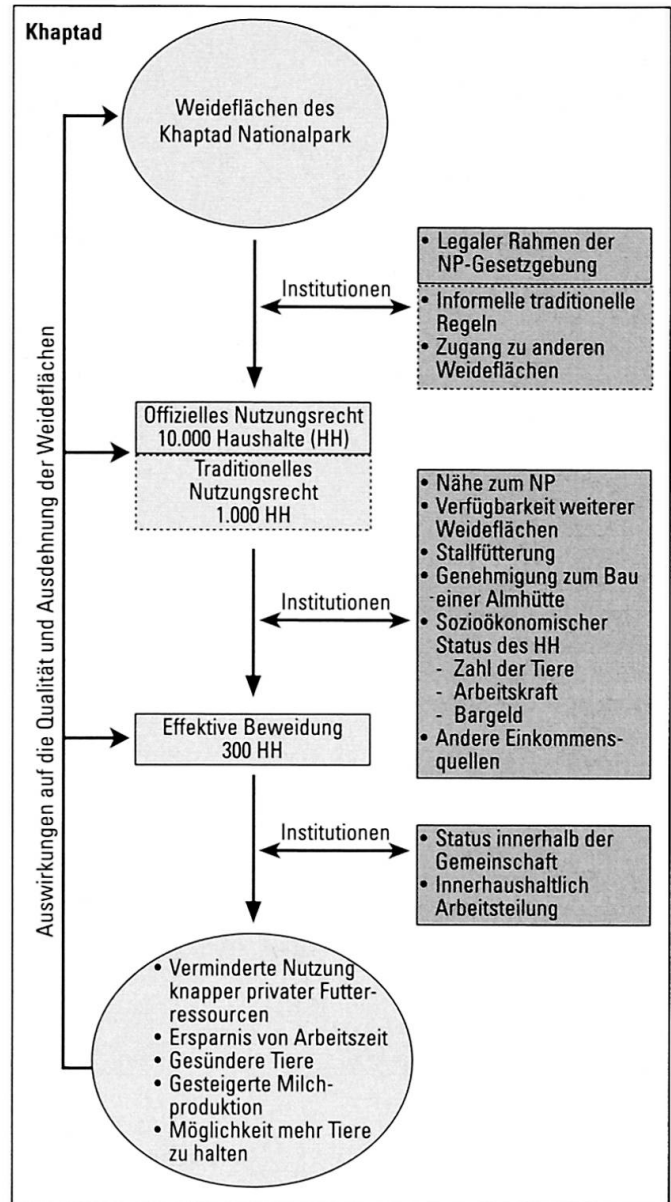 Khaptad
Weideflächen des
Khaptad Nationalpark
Institutionen
• Legaler Rahmen der
NP-Gesetzgebung
• Informelle traditionelle
Regeln
• Zugang zu anderen
Weideflächen
Offizielles Nutzungsrecht
10.000 Haushalte (HH)
Traditionelles
Nutzungsrecht
1.000 HH
Institutionen
• Nähe zum NP
• Verfügbarkeit weiterer
Weideflächen
• Stallfütterung
• Genehmigung zum Bau
einer Almhütte
• Sozioökonomischer
Status des HH
- Zahl der Tiere
- Arbeitskraft
- Bargeld
• Andere Einkommens-
quellen
Effektive Beweidung
300 HH
Institutionen
• Status innerhalb der
Gemeinschaft
• Innerhaushaltlich
Arbeitsteilung
• Verminderte Nutzung
knapper privater Futter-
ressourcen
• Ersparnis von Arbeitszeit
• Gesündere Tiere
• Gesteigerte Milch-
produktion
• Möglichkeit mehr Tiere
zu halten
Auswirkungen auf die Qualität und Ausdehnung der Weideflächen